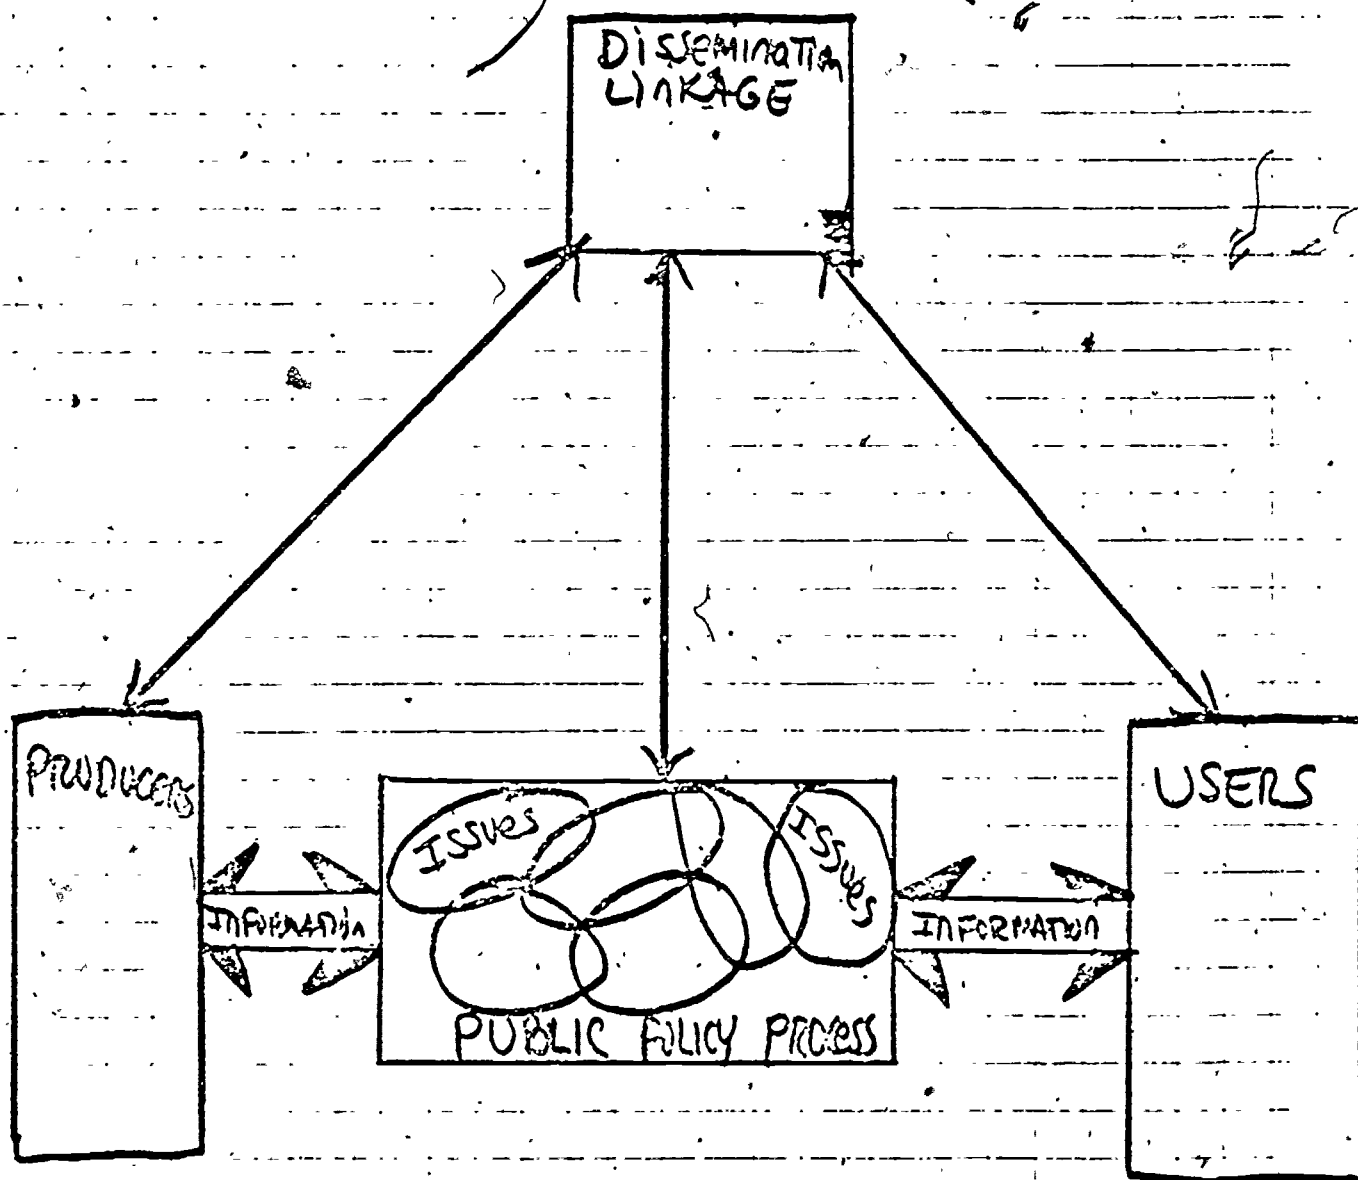 Dissemination
LinKAGE
PRODUCERS
USERS
Issues
Issues
INFORMATION
INFORMATION
PUBLIC POLICY PROCESS